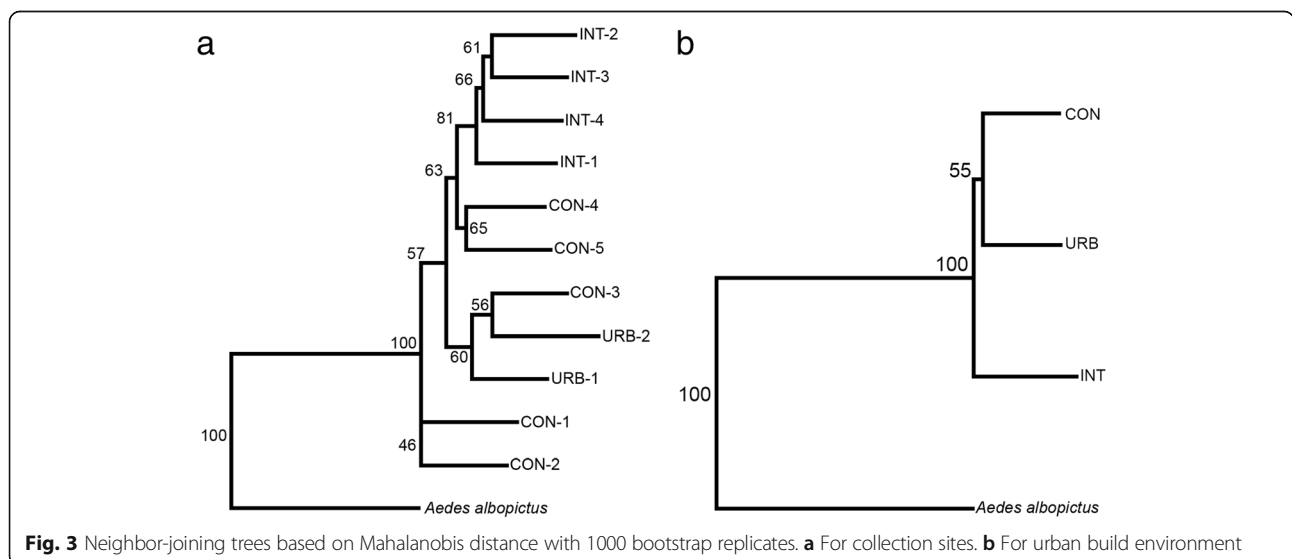 a
INT-2
61
INT-3
66
INT-4
81
INT-1
63
CON-4
65
CON-5
57
CON-3
56
URB-2
100
60
URB-1
CON-1
100
46
CON-2
Aedes albopictus
b
CON
55
URB
100
INT
100
Aedes albopictus
Fig. 3 Neighbor-joining trees based on Mahalanobis distance with 1000 bootstrap replicates. a For collection sites. b For urban build environment